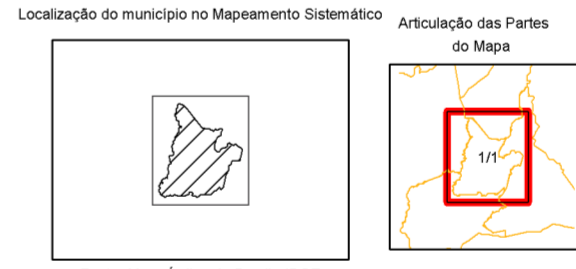 Localização do município no Mapeamento Sistemático
Articulação das Partes
do Mapa
1/1